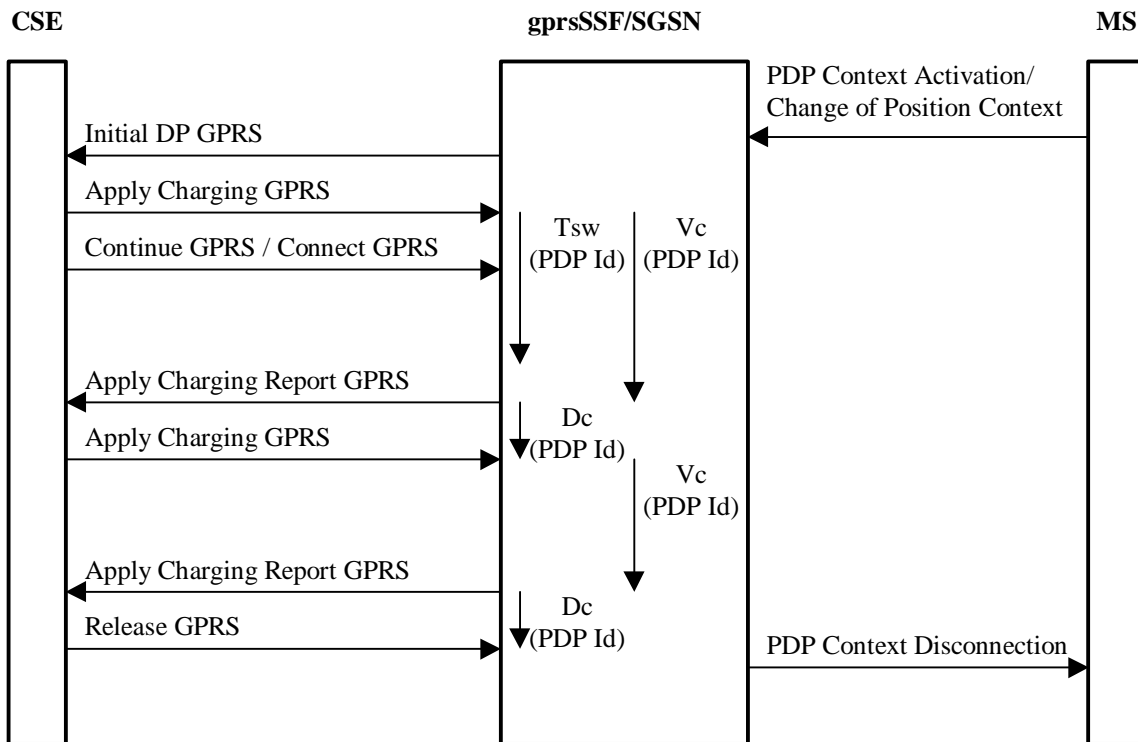 CSE
gprsSSF/SGSN
MS
PDP Context Activation/
Change of Position Context
Initial DP GPRS
Apply Charging GPRS
Tsw
(PDP Id)
Vc
(PDP Id)
Continue GPRS / Connect GPRS
Apply Charging Report GPRS
Dc
(PDP Id)
Apply Charging GPRS
Vc
(PDP Id)
Apply Charging Report GPRS
Dc
(PDP Id)
Release GPRS
PDP Context Disconnection